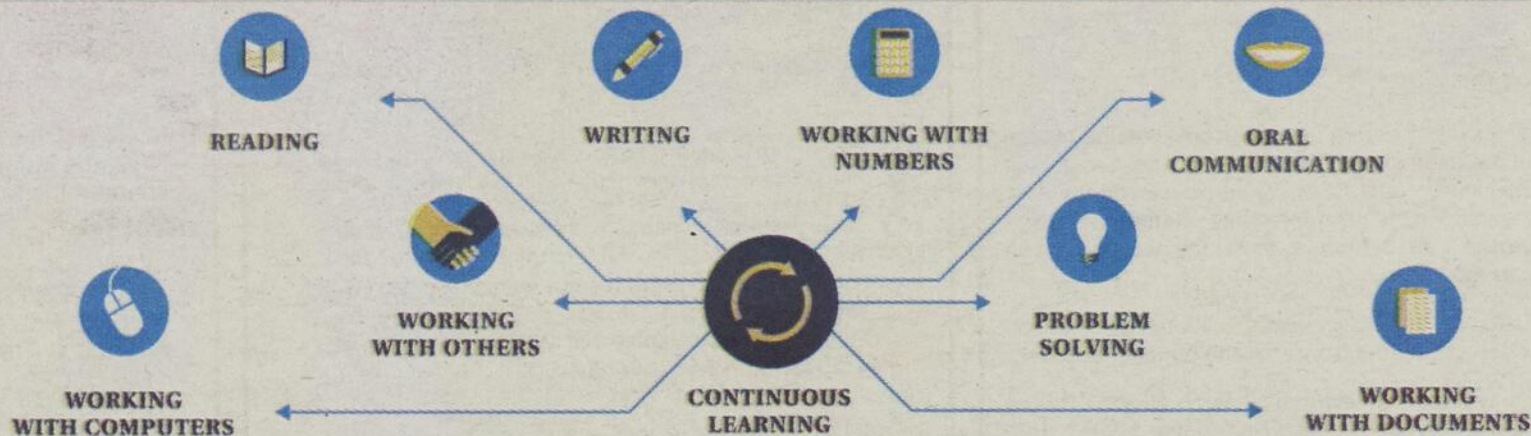 READING
WRITING
WORKING WITH
NUMBERS
ORAL
COMMUNICATION
WORKING
WITH OTHERS
PROBLEM
SOLVING
WORKING
WITH COMPUTERS
CONTINUOUS
LEARNING
WORKING
WITH DOCUMENTS